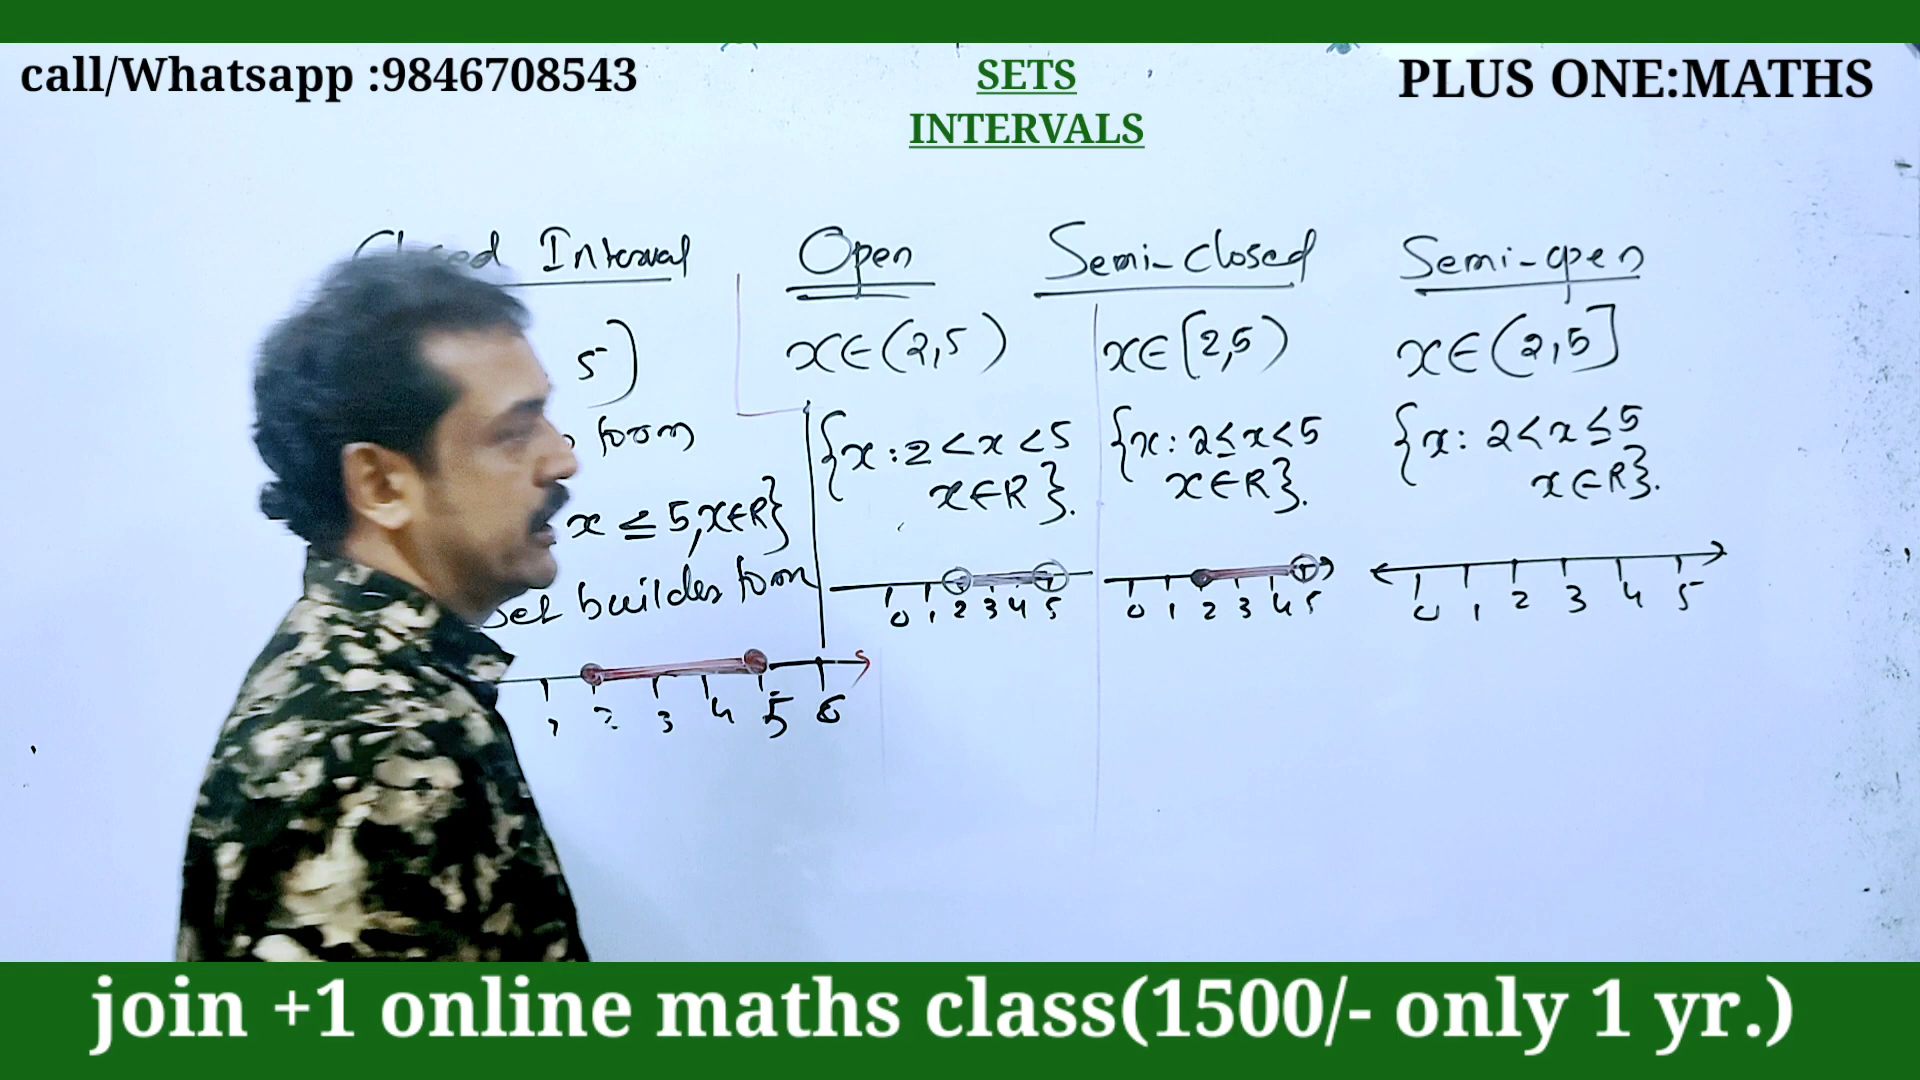 call/Whatsapp :9846708543
SETS
INTERVALS
PLUS ONE:MATHS
Closed Interval
5]
form
x ≤ 5, x∈R}
Set builder form
2 3 4 5 6
Open
x∈(2,5)
{x : 2 < x < 5
x∈R}.
0 1 2 3 4 5
Semi-closed
x∈[2,5)
{x : 2 ≤ x < 5
x∈R}.
0 1 2 3 4 5
Semi-open
x∈(2,5]
{x : 2 < x ≤ 5
x∈R}.
0 1 2 3 4 5
join +1 online maths class(1500/- only 1 yr.)